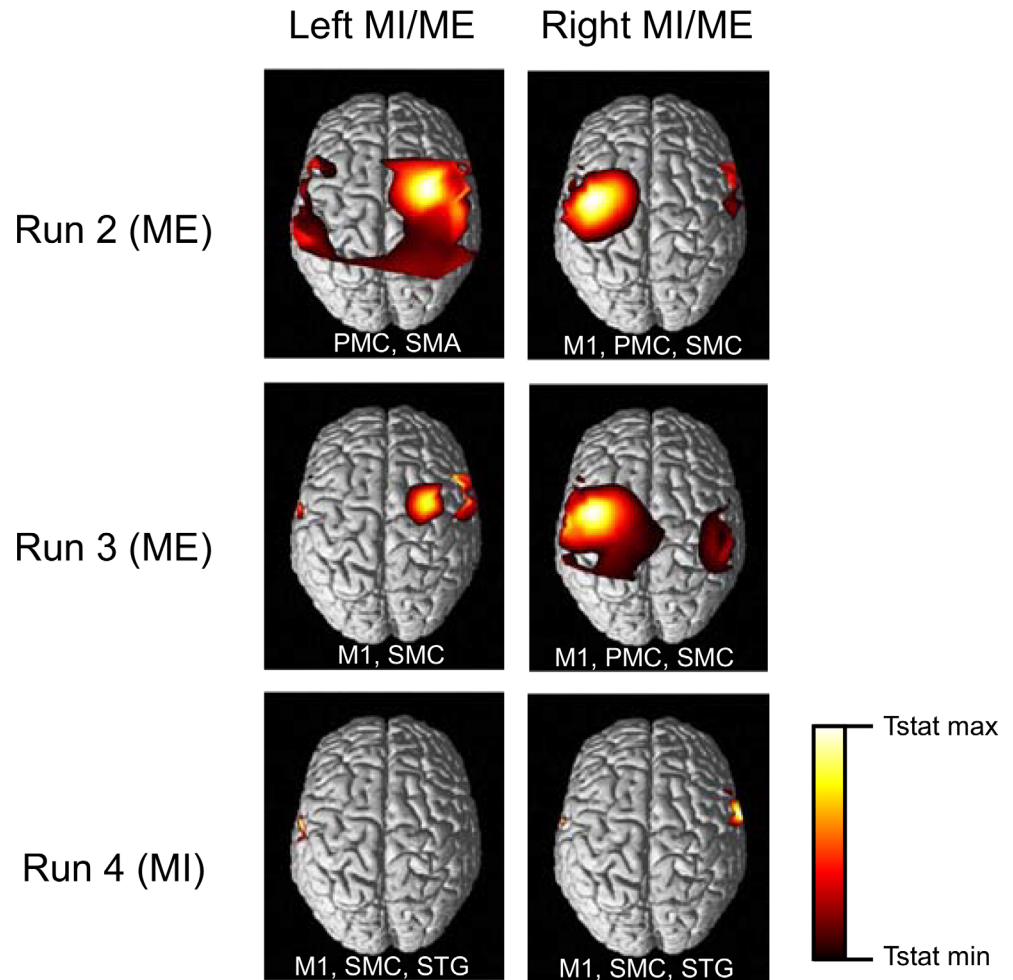 Left MI/ME Right MI/ME
Run 2 (ME)
PMC, SMA
M1, PMC, SMC
Run 3 (ME)
M1, SMC
M1, PMC, SMC
Tstat max
Run 4 (MI)
M1, SMC, STG
M1, SMC, STG
Tstat min